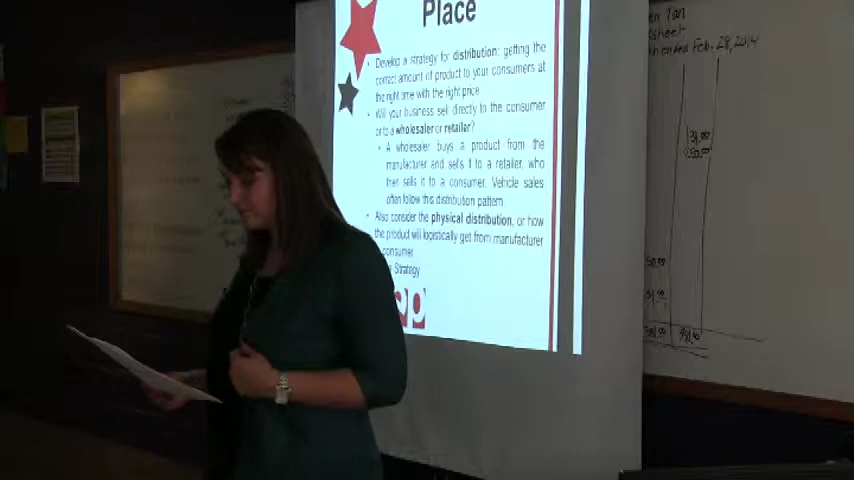 Place
• Develop a strategy for distribution: getting the
correct amount of product to your consumers at
the right time with the right price
• Will your business sell directly to the consumer
or to a wholesaler or retailer?
• A wholesaler buys a product from the
manufacturer and sells it to a retailer, who
then sells it to a consumer. Vehicle sales
often follow this distribution pattern
• Also consider the physical distribution, or how
the product will logistically get from manufacturer
consumer
Strategy
Feb. 28, 2014